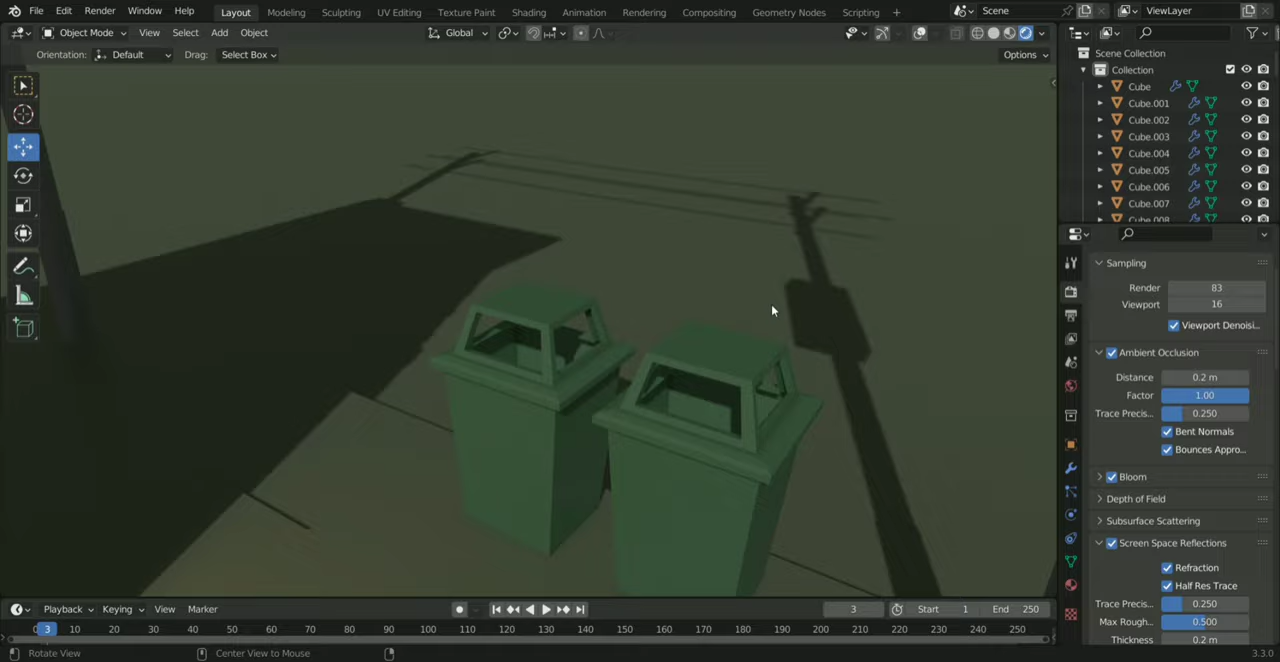 File Edit Render Window Help Layout Modeling Sculpting UV Editing Texture Paint Shading Animation Rendering Compositing Geometry Nodes Scripting + Scene ViewLayer
Object Mode View Select Add Object Global
Orientation: Default Drag: Select Box Options
Scene Collection
Collection
Cube
Cube.001
Cube.002
Cube.003
Cube.004
Cube.005
Cube.006
Cube.007
Cube.008
Sampling
Render 83
Viewport 16
Viewport Denoisi...
Ambient Occlusion
Distance 0.2 m
Factor 1.00
Trace Precis... 0.250
Bent Normals
Bounces Appro...
Bloom
Depth of Field
Subsurface Scattering
Screen Space Reflections
Refraction
Half Res Trace
Trace Precis... 0.250
Max Rough... 0.500
Thickness 0.2 m
Playback Keying View Marker 3 Start 1 End 250
0 3 10 20 30 40 50 60 70 80 90 100 110 120 130 140 150 160 170 180 190 200 210 220 230 240 250
Rotate View Center View to Mouse 3.3.0